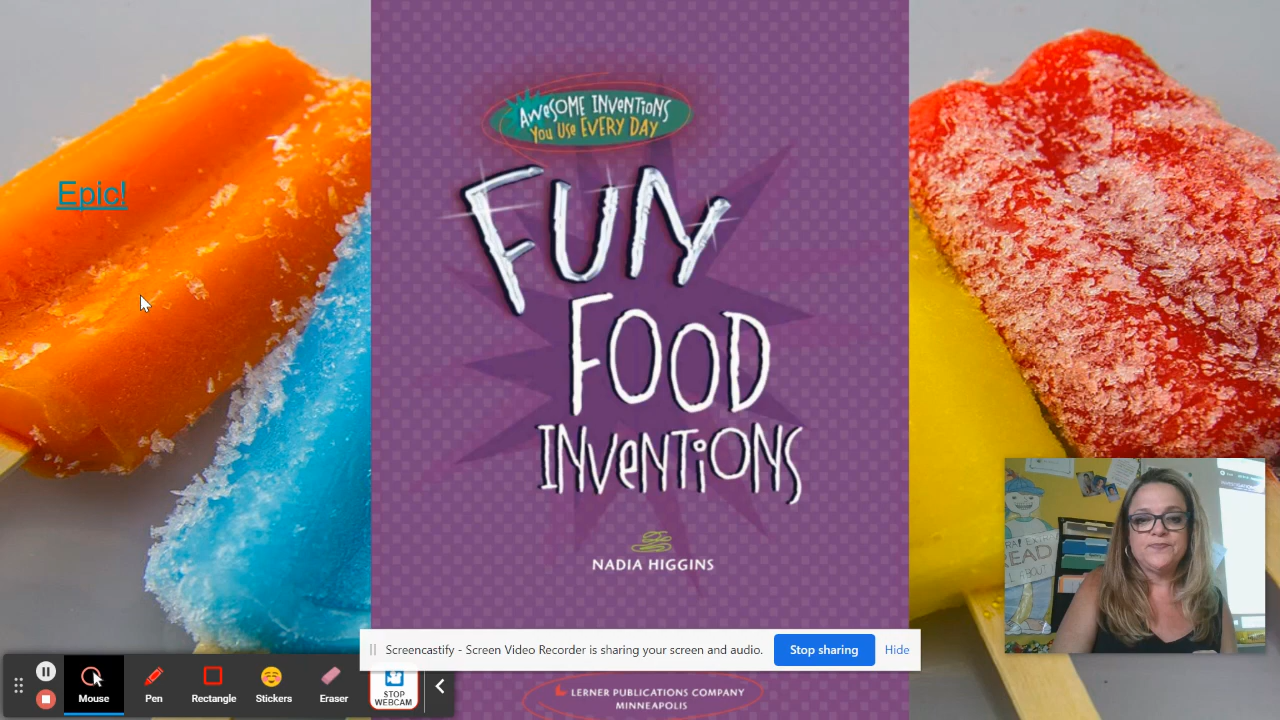 AWESOME INVENTIONS
YOU USE EVERY DAY
FUN
FOOD
INVENTIONS
NADIA HIGGINS
Epic!
READ
Screencastify - Screen Video Recorder is sharing your screen and audio.
Stop sharing
Hide
Mouse
Pen
Rectangle
Stickers
Eraser
STOP
WEBCAM
LERNER PUBLICATIONS COMPANY
MINNEAPOLIS